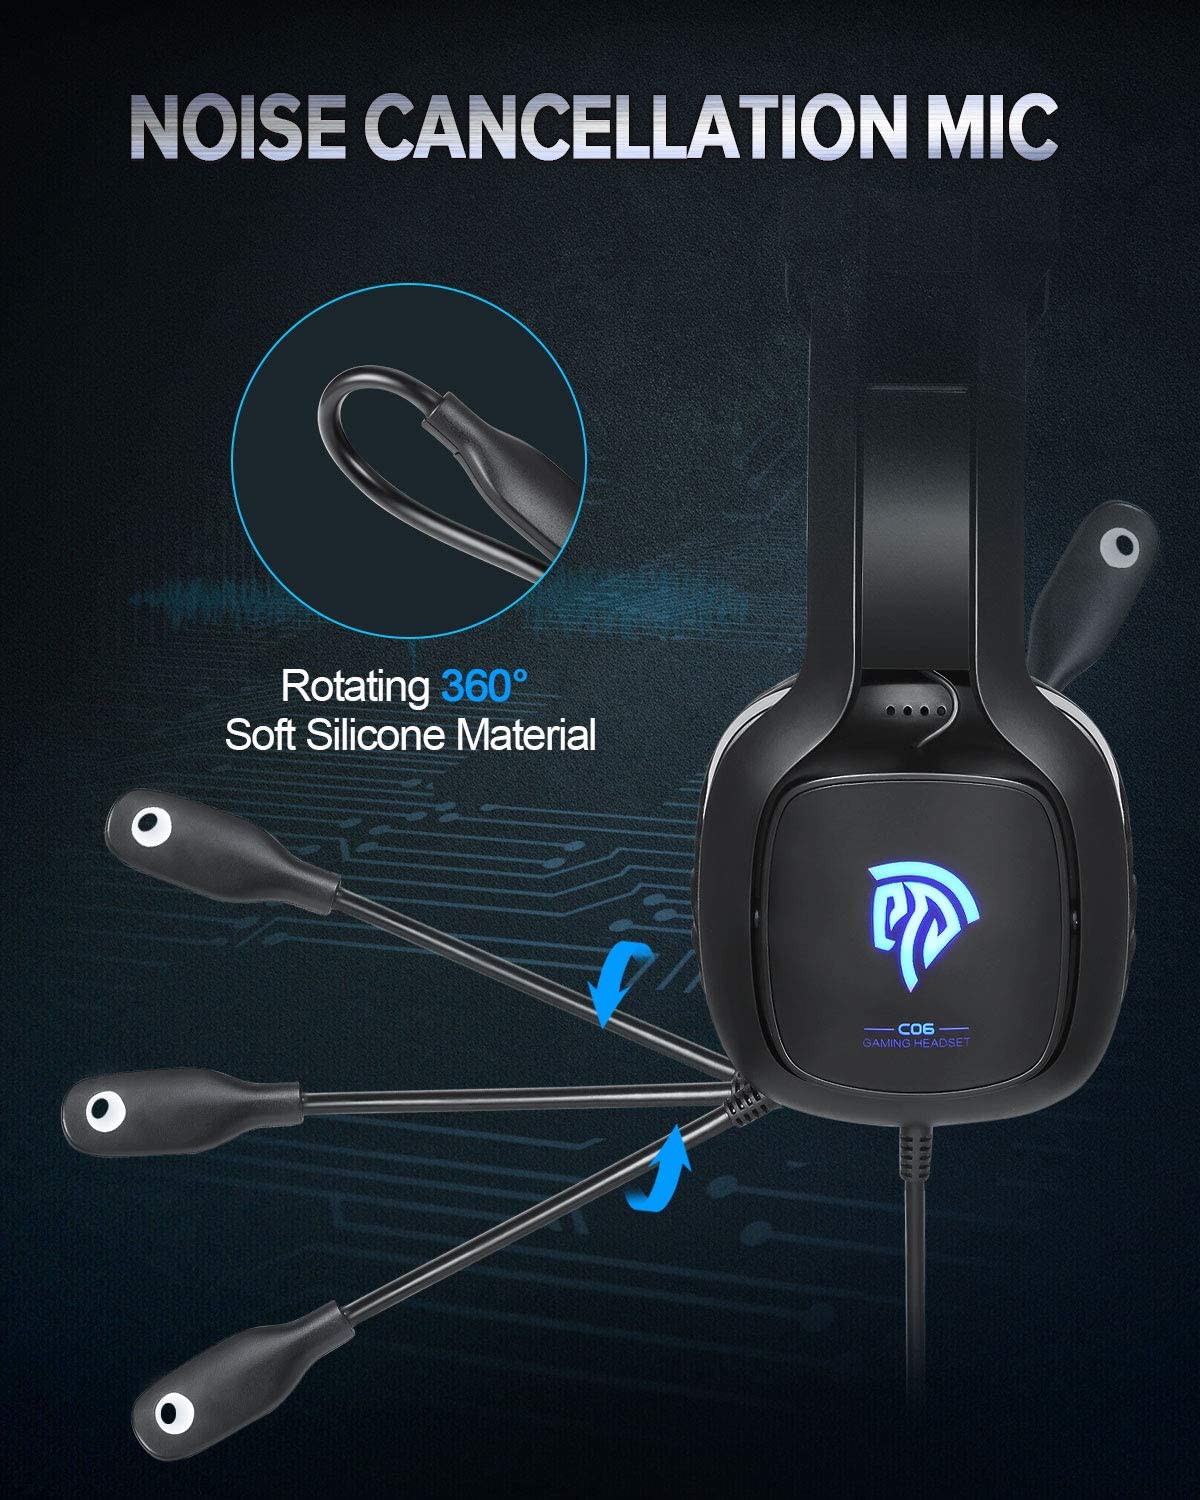 NOISE CANCELLATION MIC
Rotating 360°
Soft Silicone Material
C06
GAMING HEADSET